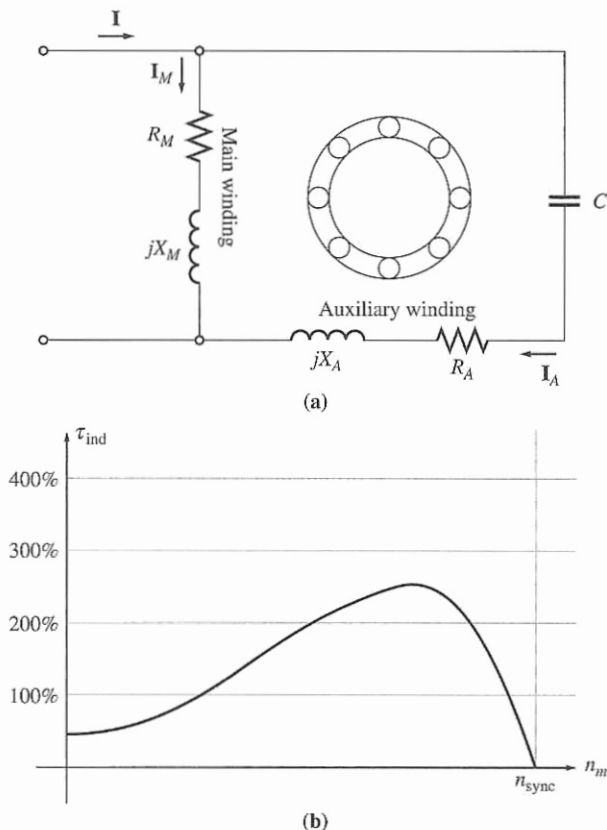 I
I_M
R_M
Main winding
jX_M
C
Auxiliary winding
jX_A
R_A
I_A
(a)
τ_ind
400%
300%
200%
100%
n_sync
n_m
(b)